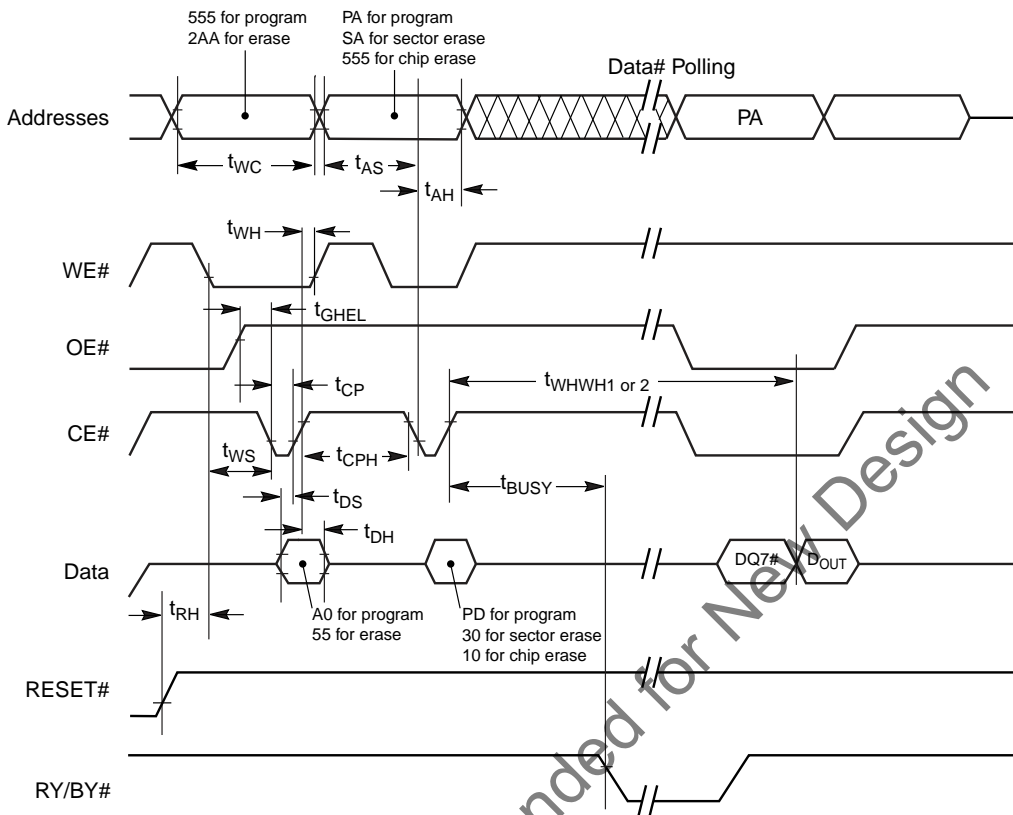 555 for program
2AA for erase
PA for program
SA for sector erase
555 for chip erase
Data# Polling
Addresses
PA
tWC
tAS
tAH
tWH
WE#
tGHEL
OE#
tCP
tWHWH1 or 2
CE#
tWS
tCPH
tBUSY
tDS
tDH
Data
DQ7#
DOUT
tRH
A0 for program
55 for erase
PD for program
30 for sector erase
10 for chip erase
RESET#
RY/BY#
for New Design